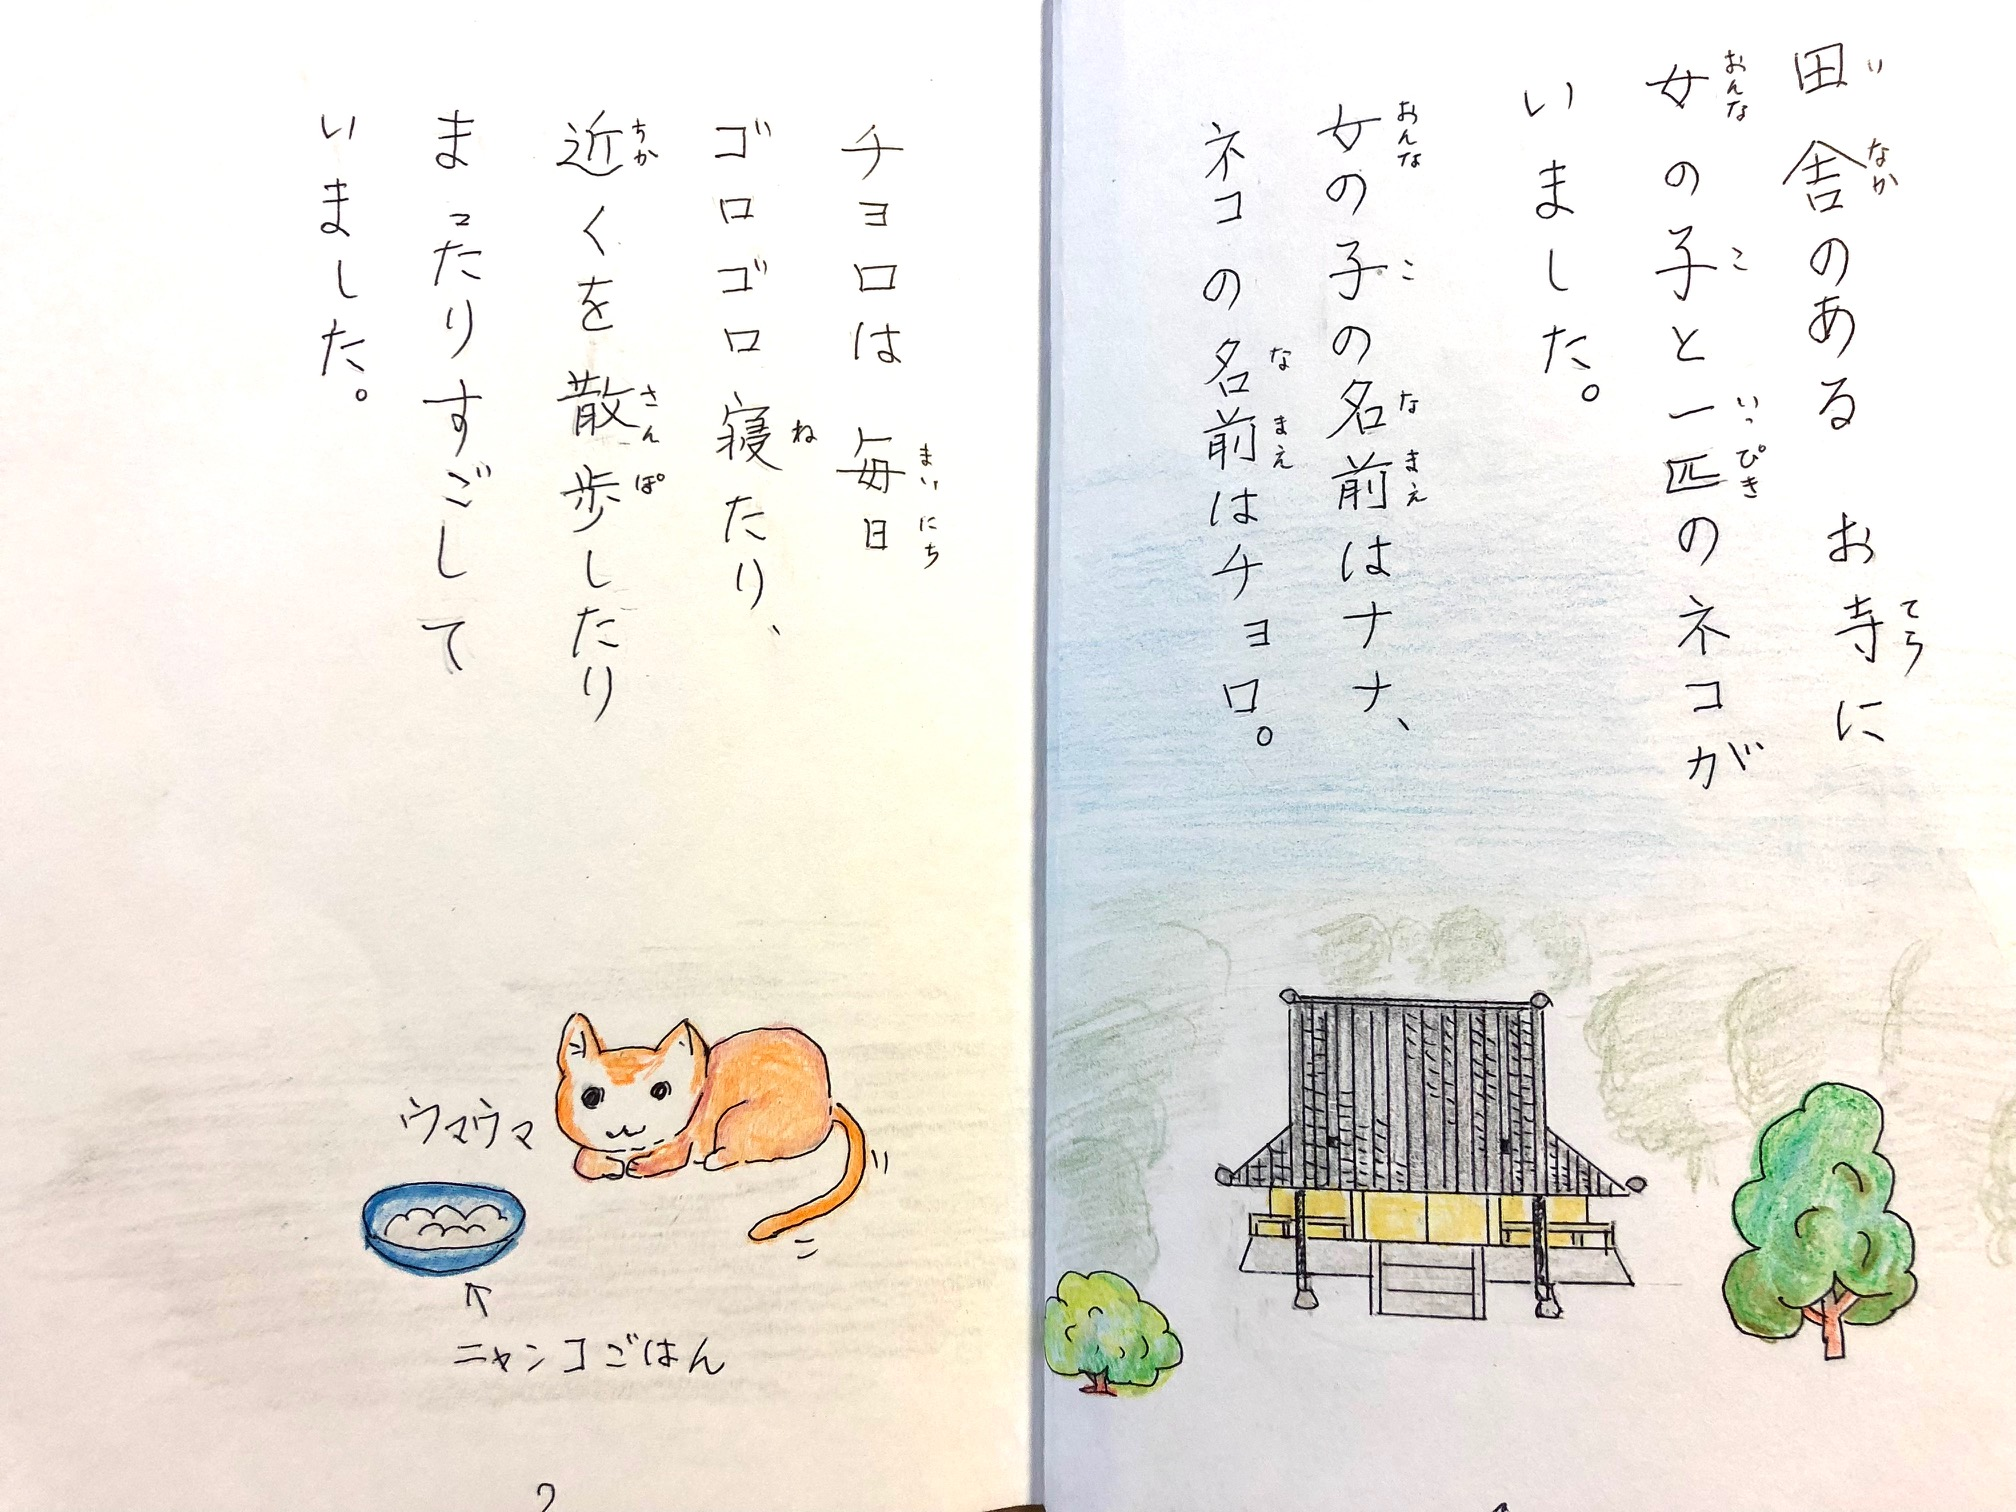 田舎のある お寺に
女の子と一匹のネコが
いました。
女の子の名前はナナ、
ネコの名前はチョロ。
チョロは 毎日
ゴロゴロ寝たり、
近くを散歩したり
まったりすごして
いました。
ウマウマ
ニャンコごはん
2